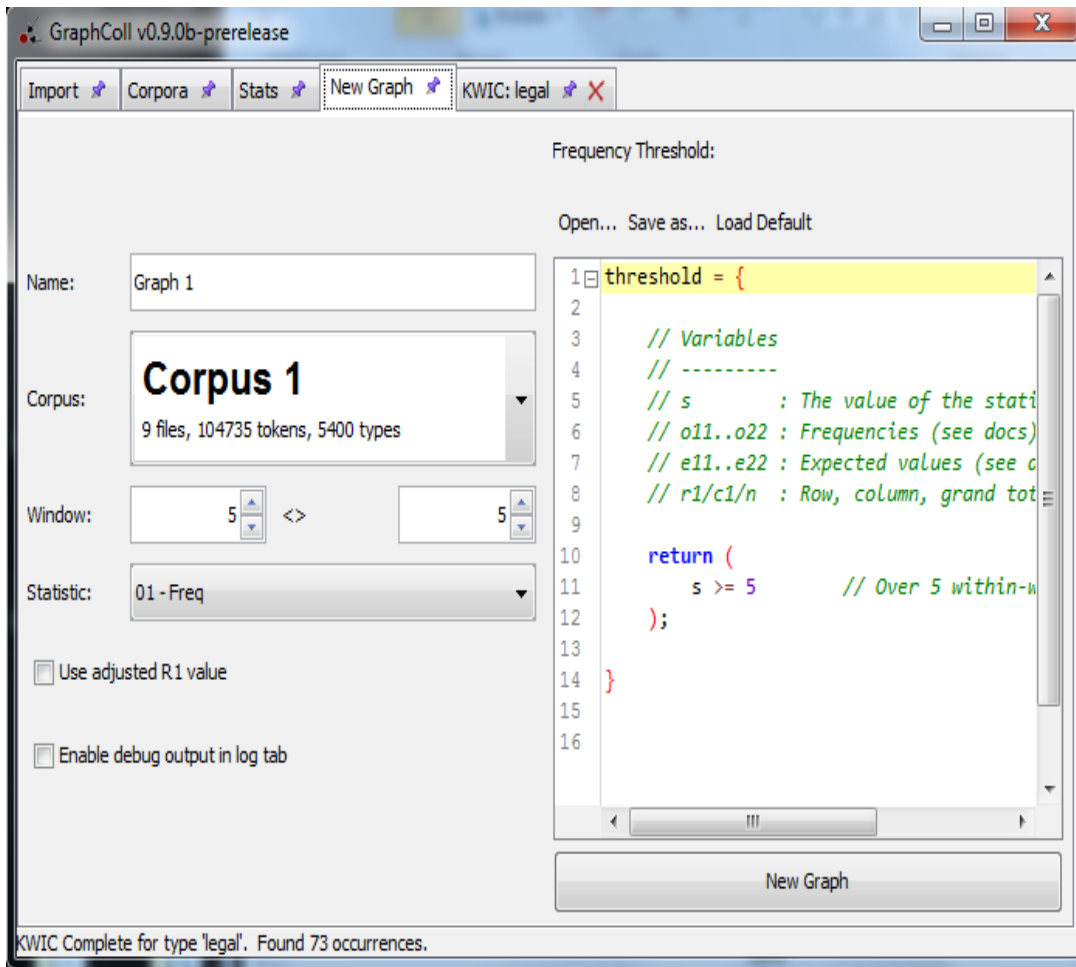 GraphColl v0.9.0b-prerelease
Import Corpora Stats New Graph KWIC: legal
Frequency Threshold:
Open... Save as... Load Default
Name: Graph 1
Corpus: Corpus 1
9 files, 104735 tokens, 5400 types
Window: 5 <> 5
Statistic: 01 - Freq
Use adjusted R1 value
Enable debug output in log tab
1 threshold = {
2
3 // Variables
4 // ---------
5 // s : The value of the stati
6 // o11..o22 : Frequencies (see docs)
7 // e11..e22 : Expected values (see d
8 // r1/c1/n : Row, column, grand tot
9
10 return (
11 s >= 5 // Over 5 within-w
12 );
13
14 }
15
16
New Graph
KWIC Complete for type 'legal'. Found 73 occurrences.